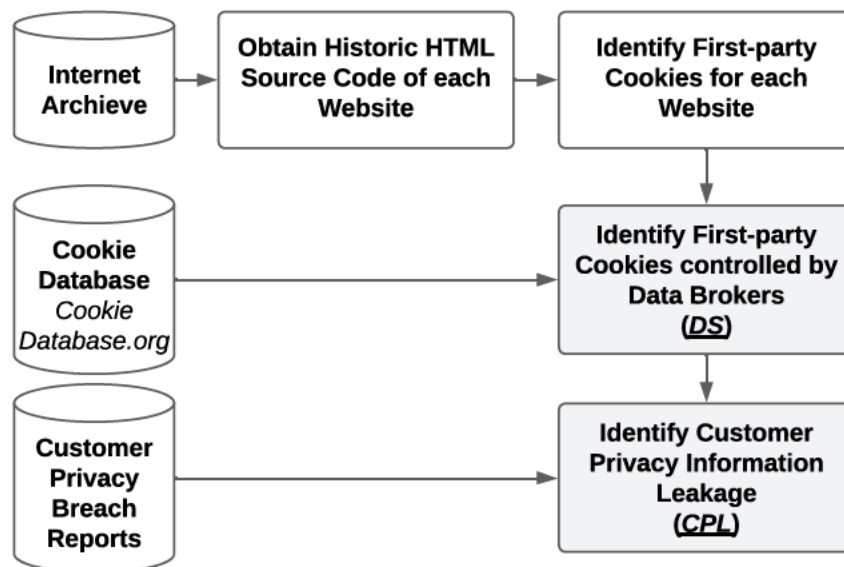 Internet
Archieve
Obtain Historic HTML
Source Code of each
Website
Identify First-party
Cookies for each
Website
Cookie
Database
Cookie
Database.org
Identify First-party
Cookies controlled by
Data Brokers
(DS)
Customer
Privacy
Breach
Reports
Identify Customer
Privacy Information
Leakage
(CPL)